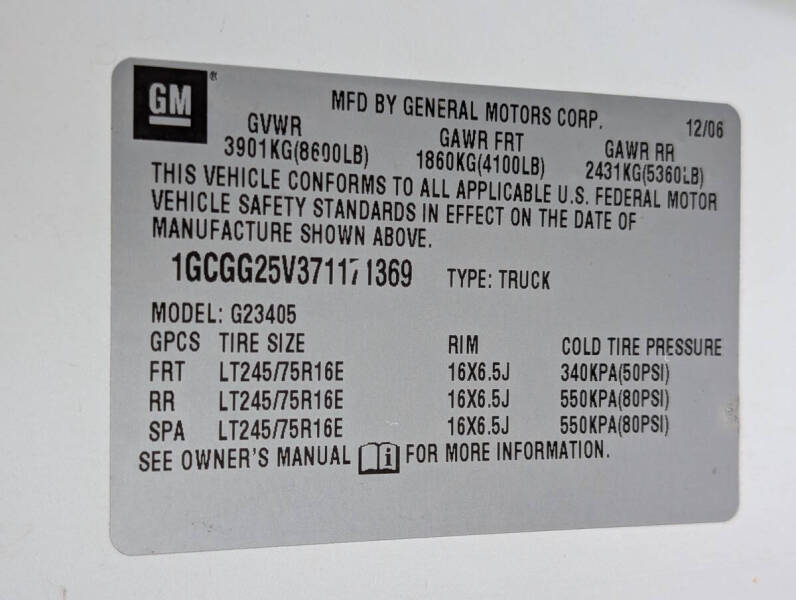 GM®
MFD BY GENERAL MOTORS CORP. 12/06
GVWR GAWR FRT GAWR RR
3901KG(8600LB) 1860KG(4100LB) 2431KG(5360LB)
THIS VEHICLE CONFORMS TO ALL APPLICABLE U.S. FEDERAL MOTOR
VEHICLE SAFETY STANDARDS IN EFFECT ON THE DATE OF
MANUFACTURE SHOWN ABOVE.
1GCGG25V371171369 TYPE: TRUCK
MODEL: G23405
GPCS TIRE SIZE RIM COLD TIRE PRESSURE
FRT LT245/75R16E 16X6.5J 340KPA(50PSI)
RR LT245/75R16E 16X6.5J 550KPA(80PSI)
SPA LT245/75R16E 16X6.5J 550KPA(80PSI)
SEE OWNER'S MANUAL i FOR MORE INFORMATION.